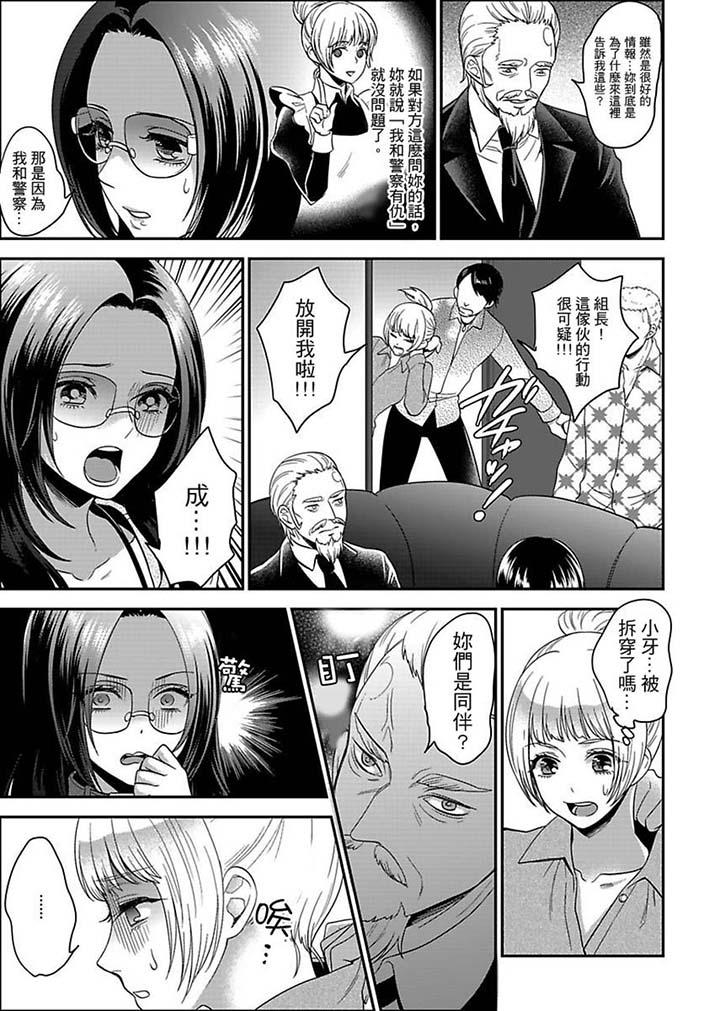 雖然是很好的
情報…妳到底是
為了什麼來這裡
告訴我這些？
如果對方這麼問妳的話，
妳就說「我和警察有仇」
就沒問題了。
那是因為
我和警察…
組長！
這傢伙的行動
很可疑!!!
ガチャッ
放開我啦!!!
成…!!!
小牙…被
拆穿了嗎…
妳們是同伴？
盯
驚
唉…
……